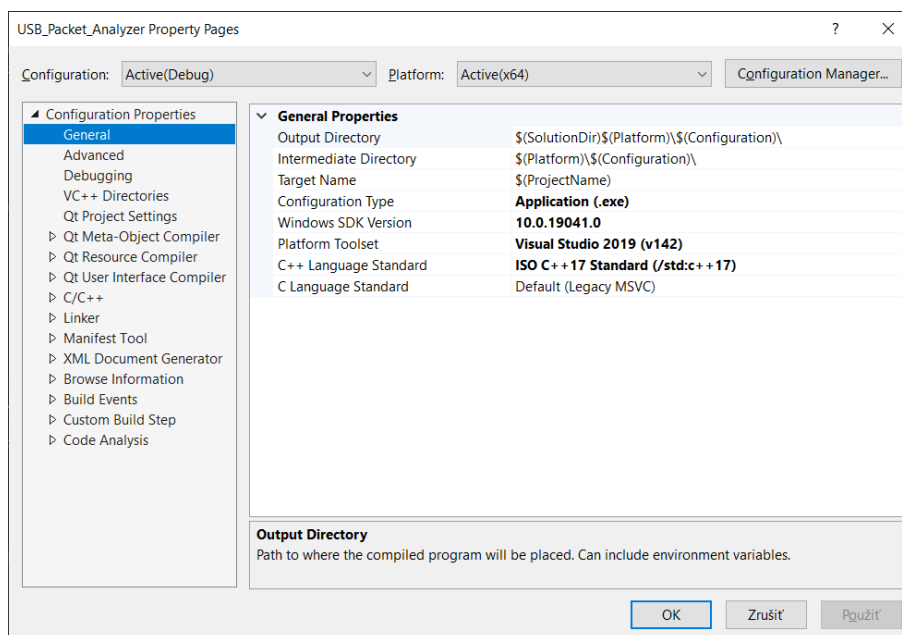 USB_Packet_Analyzer Property Pages
Configuration: Active(Debug) Platform: Active(x64) Configuration Manager...
Configuration Properties
General
Advanced
Debugging
VC++ Directories
Qt Project Settings
Qt Meta-Object Compiler
Qt Resource Compiler
Qt User Interface Compiler
C/C++
Linker
Manifest Tool
XML Document Generator
Browse Information
Build Events
Custom Build Step
Code Analysis
General Properties
Output Directory $(SolutionDir)$(Platform)\$(Configuration)\
Intermediate Directory $(Platform)\$(Configuration)\
Target Name $(ProjectName)
Configuration Type Application (.exe)
Windows SDK Version 10.0.19041.0
Platform Toolset Visual Studio 2019 (v142)
C++ Language Standard ISO C++17 Standard (/std:c++17)
C Language Standard Default (Legacy MSVC)
Output Directory
Path to where the compiled program will be placed. Can include environment variables.
OK Zrušiť Použiť